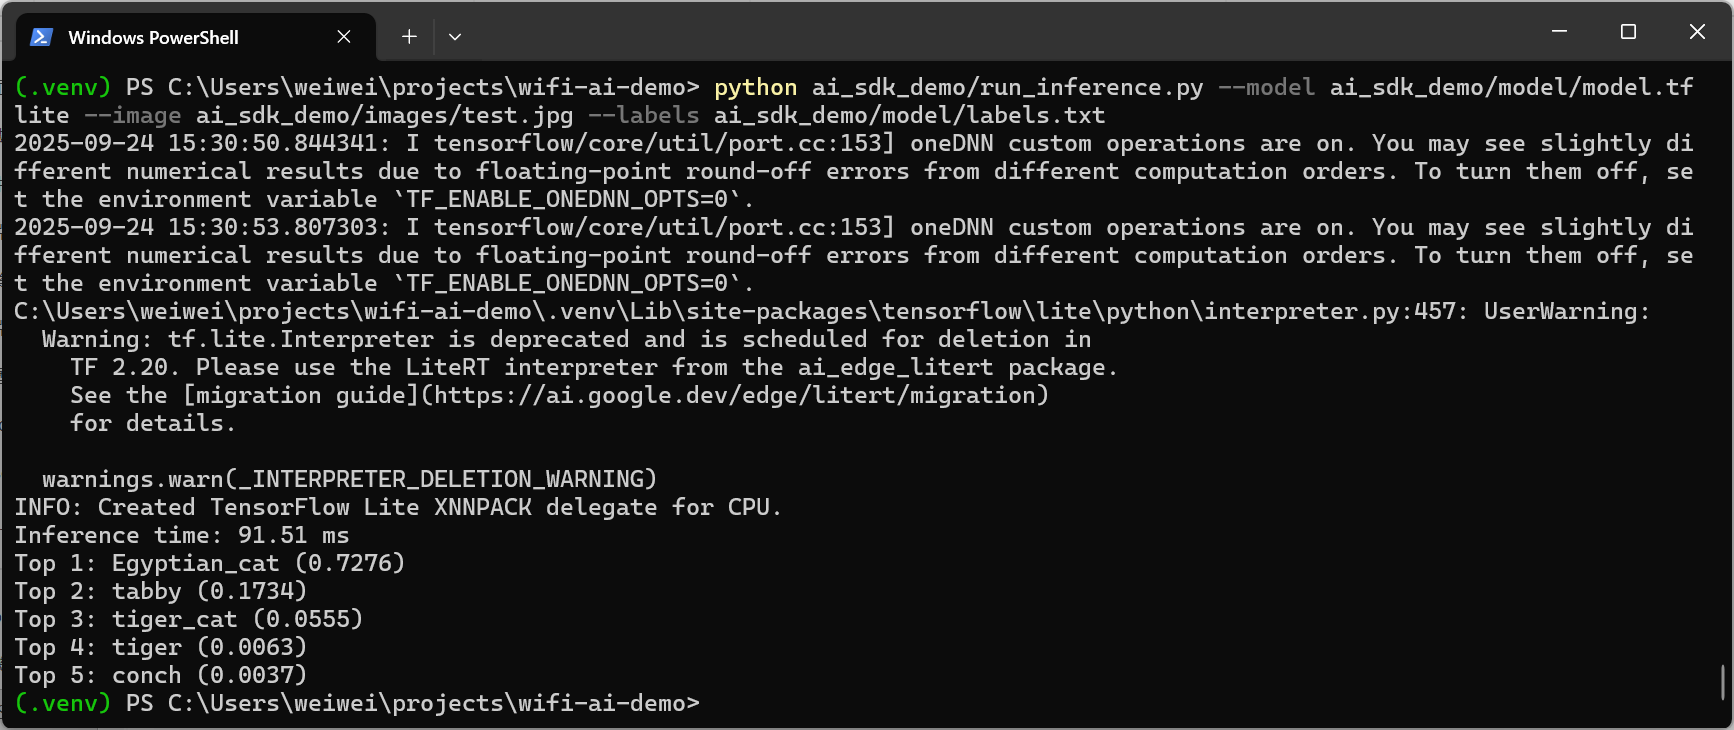 Windows PowerShell
(.venv) PS C:\Users\weiwei\projects\wifi-ai-demo> python ai_sdk_demo/run_inference.py --model ai_sdk_demo/model/model.tf
lite --image ai_sdk_demo/images/test.jpg --labels ai_sdk_demo/model/labels.txt
2025-09-24 15:30:50.844341: I tensorflow/core/util/port.cc:153] oneDNN custom operations are on. You may see slightly di
fferent numerical results due to floating-point round-off errors from different computation orders. To turn them off, se
t the environment variable `TF_ENABLE_ONEDNN_OPTS=0`.
2025-09-24 15:30:53.807303: I tensorflow/core/util/port.cc:153] oneDNN custom operations are on. You may see slightly di
fferent numerical results due to floating-point round-off errors from different computation orders. To turn them off, se
t the environment variable `TF_ENABLE_ONEDNN_OPTS=0`.
C:\Users\weiwei\projects\wifi-ai-demo\.venv\Lib\site-packages\tensorflow\lite\python\interpreter.py:457: UserWarning:
  Warning: tf.lite.Interpreter is deprecated and is scheduled for deletion in
    TF 2.20. Please use the LiteRT interpreter from the ai_edge_litert package.
    See the [migration guide](https://ai.google.dev/edge/litert/migration)
    for details.
  warnings.warn(_INTERPRETER_DELETION_WARNING)
INFO: Created TensorFlow Lite XNNPACK delegate for CPU.
Inference time: 91.51 ms
Top 1: Egyptian_cat (0.7276)
Top 2: tabby (0.1734)
Top 3: tiger_cat (0.0555)
Top 4: tiger (0.0063)
Top 5: conch (0.0037)
(.venv) PS C:\Users\weiwei\projects\wifi-ai-demo>